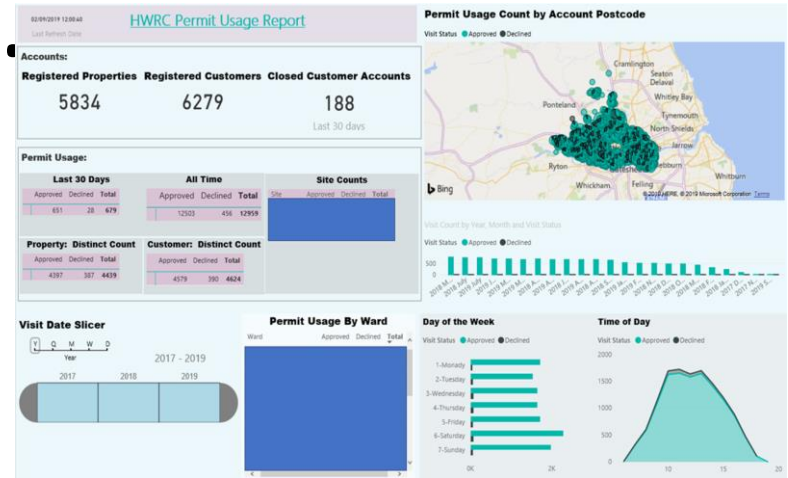 02/09/2019 12:00:40
HWRC Permit Usage Report
Last Refresh Date
Accounts:
Registered Properties Registered Customers Closed Customer Accounts
5834 6279 188
Last 30 days
Permit Usage:
Last 30 Days
Approved Declined Total
651 28 679
All Time
Approved Declined Total
12503 456 12959
Site Counts
Site Approved Declined Total
Property: Distinct Count
Approved Declined Total
4397 387 4439
Customer: Distinct Count
Approved Declined Total
4579 390 4624
Permit Usage Count by Account Postcode
Visit Status Approved Declined
Cramlington
Seaton
Delaval
Whitley Bay
Ponteland
Tynemouth
North Shields
Jarrow
Ryton
Whickham
Felling
Whitburn
Bing
© 2019 HERE, © 2019 Microsoft Corporation Terms
Visit Count by Year, Month and Visit Status
Visit Status Approved Declined
500
0
Visit Date Slicer
Y Q M W D
Year
2017 - 2019
2017 2018 2019
Permit Usage By Ward
Ward Approved Declined Total
Day of the Week
Visit Status Approved Declined
1-Monady
2-Tuesday
3-Wednesday
4-Thursday
5-Friday
6-Saturday
7-Sunday
0K 2K
Time of Day
Visit Status Approved Declined
2000
1500
1000
500
0
10 15 20